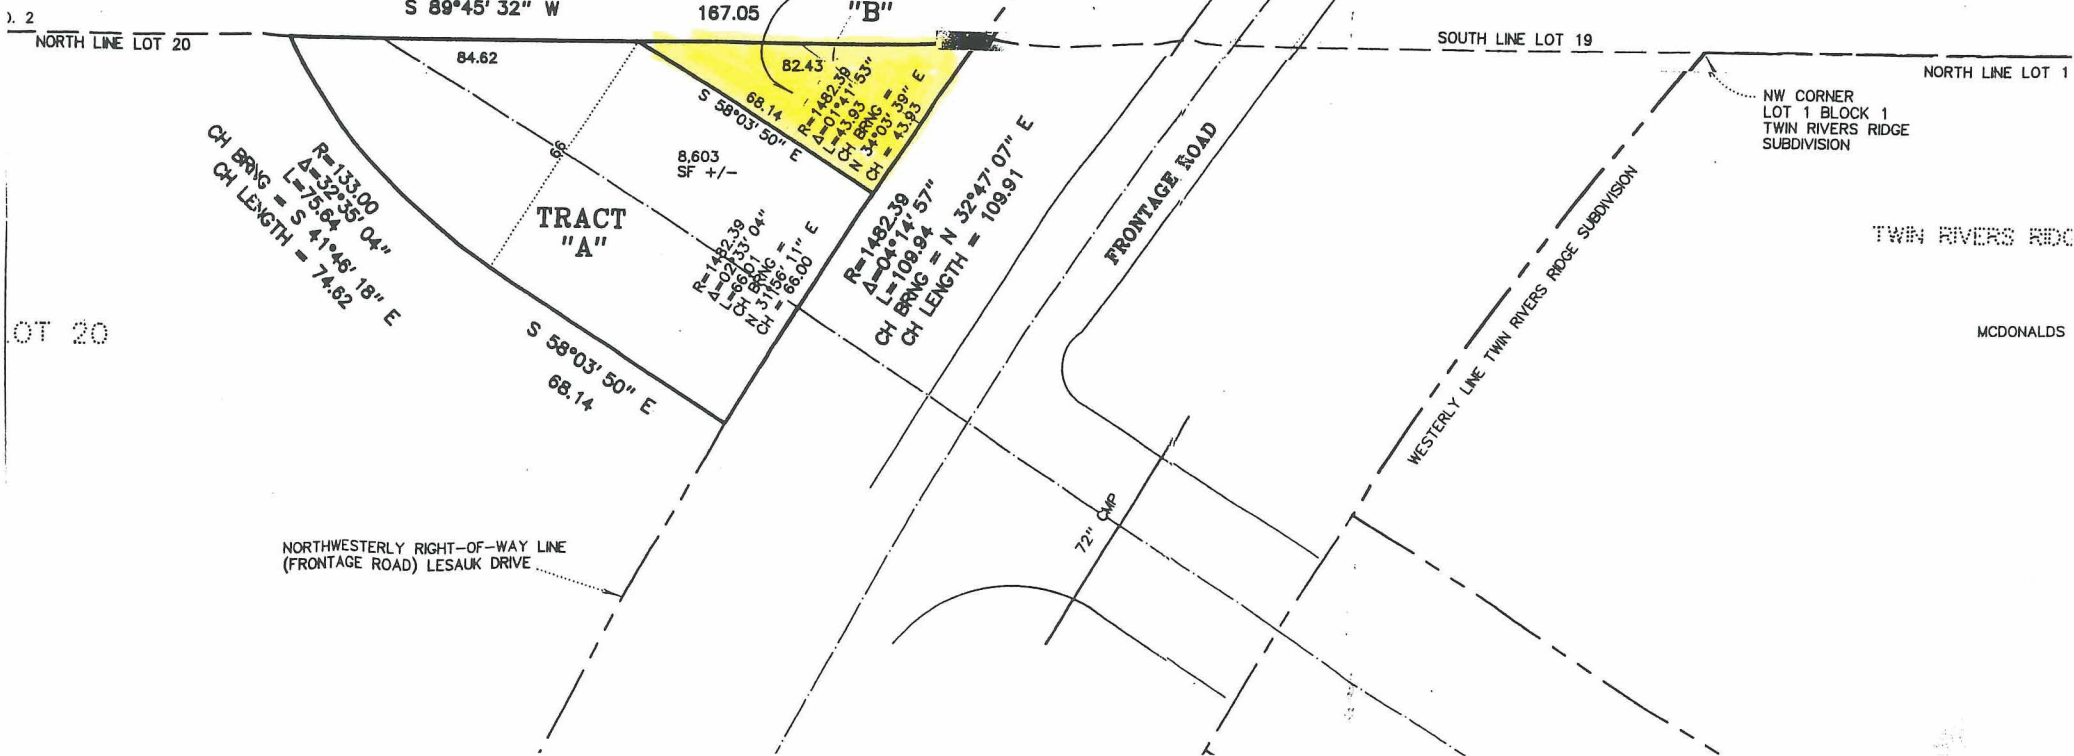 S 89°45' 32" W
167.05
"B"
). 2
NORTH LINE LOT 20
SOUTH LINE LOT 19
NORTH LINE LOT 1
84.62
82.43
R=1482.39
Δ=01°41' 53"
L=43.93
CH BRNG =
N 34°03' 39" E
CH = 43.93
68.14
S 58°03' 50" E
NW CORNER
LOT 1 BLOCK 1
TWIN RIVERS RIDGE
SUBDIVISION
R=133.00
Δ=32°35' 04"
L=75.64
CH BRNG = S 41°46' 18" E
CH LENGTH = 74.62
66
8,603
SF +/-
TRACT
"A"
R=1482.39
Δ=02°33' 04"
L=66.01
CH BRNG =
N 31°56' 11" E
CH = 66.00
R=1482.39
Δ=04°14' 57"
L=109.94
CH BRNG = N 32°47' 07" E
CH LENGTH = 109.91
FRONTAGE ROAD
WESTERLY LINE TWIN RIVERS RIDGE SUBDIVISION
TWIN RIVERS RIDG
MCDONALDS
OT 20
S 58°03' 50" E
68.14
72" CMP
NORTHWESTERLY RIGHT-OF-WAY LINE
(FRONTAGE ROAD) LESAUK DRIVE